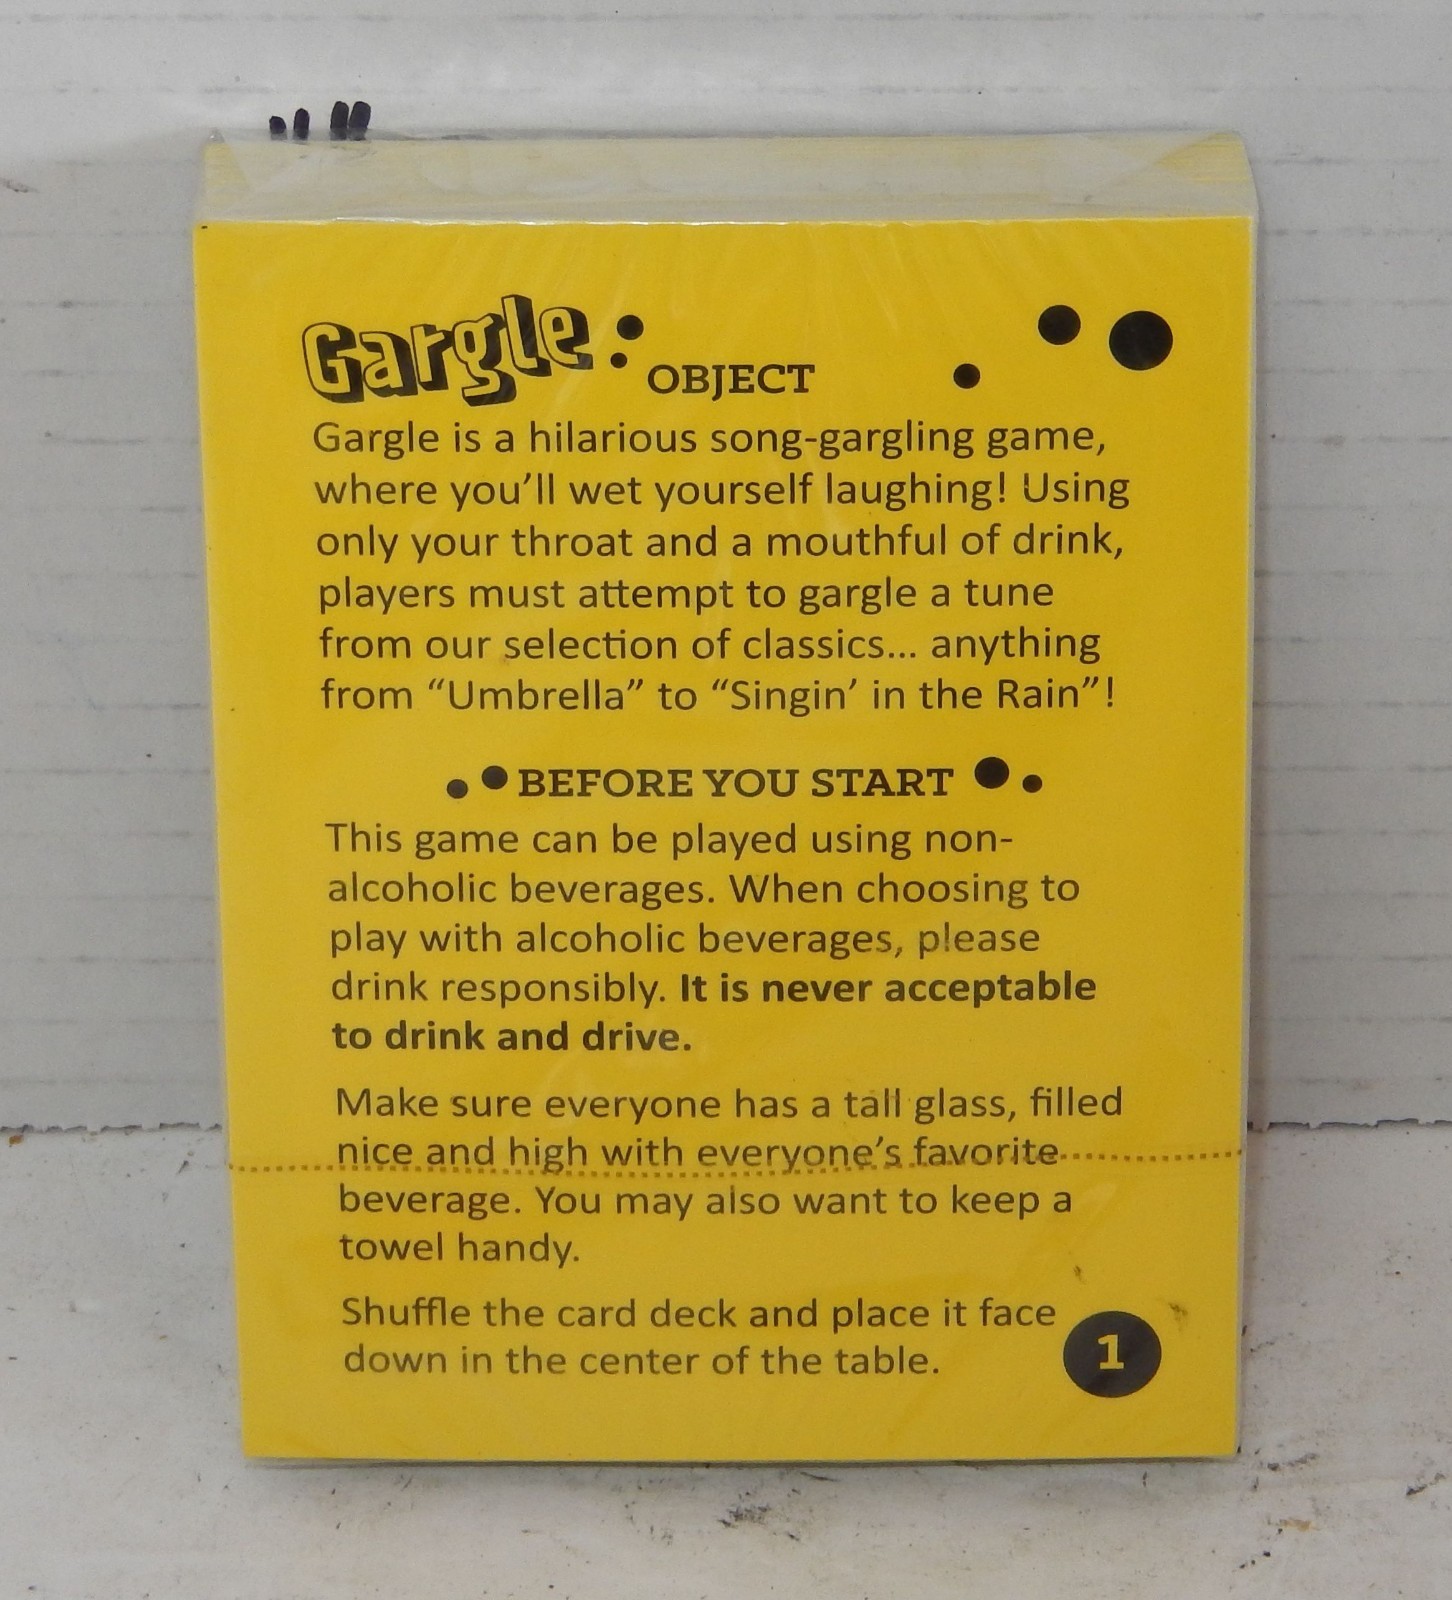 Gargle:
OBJECT
Gargle is a hilarious song-gargling game,
where you'll wet yourself laughing! Using
only your throat and a mouthful of drink,
players must attempt to gargle a tune
from our selection of classics... anything
from “Umbrella” to “Singin’ in the Rain”!
BEFORE YOU START
This game can be played using non-
alcoholic beverages. When choosing to
play with alcoholic beverages, please
drink responsibly. It is never acceptable
to drink and drive.
Make sure everyone has a tall glass, filled
nice and high with everyone’s favorite
beverage. You may also want to keep a
towel handy.
Shuffle the card deck and place it face
down in the center of the table.
1